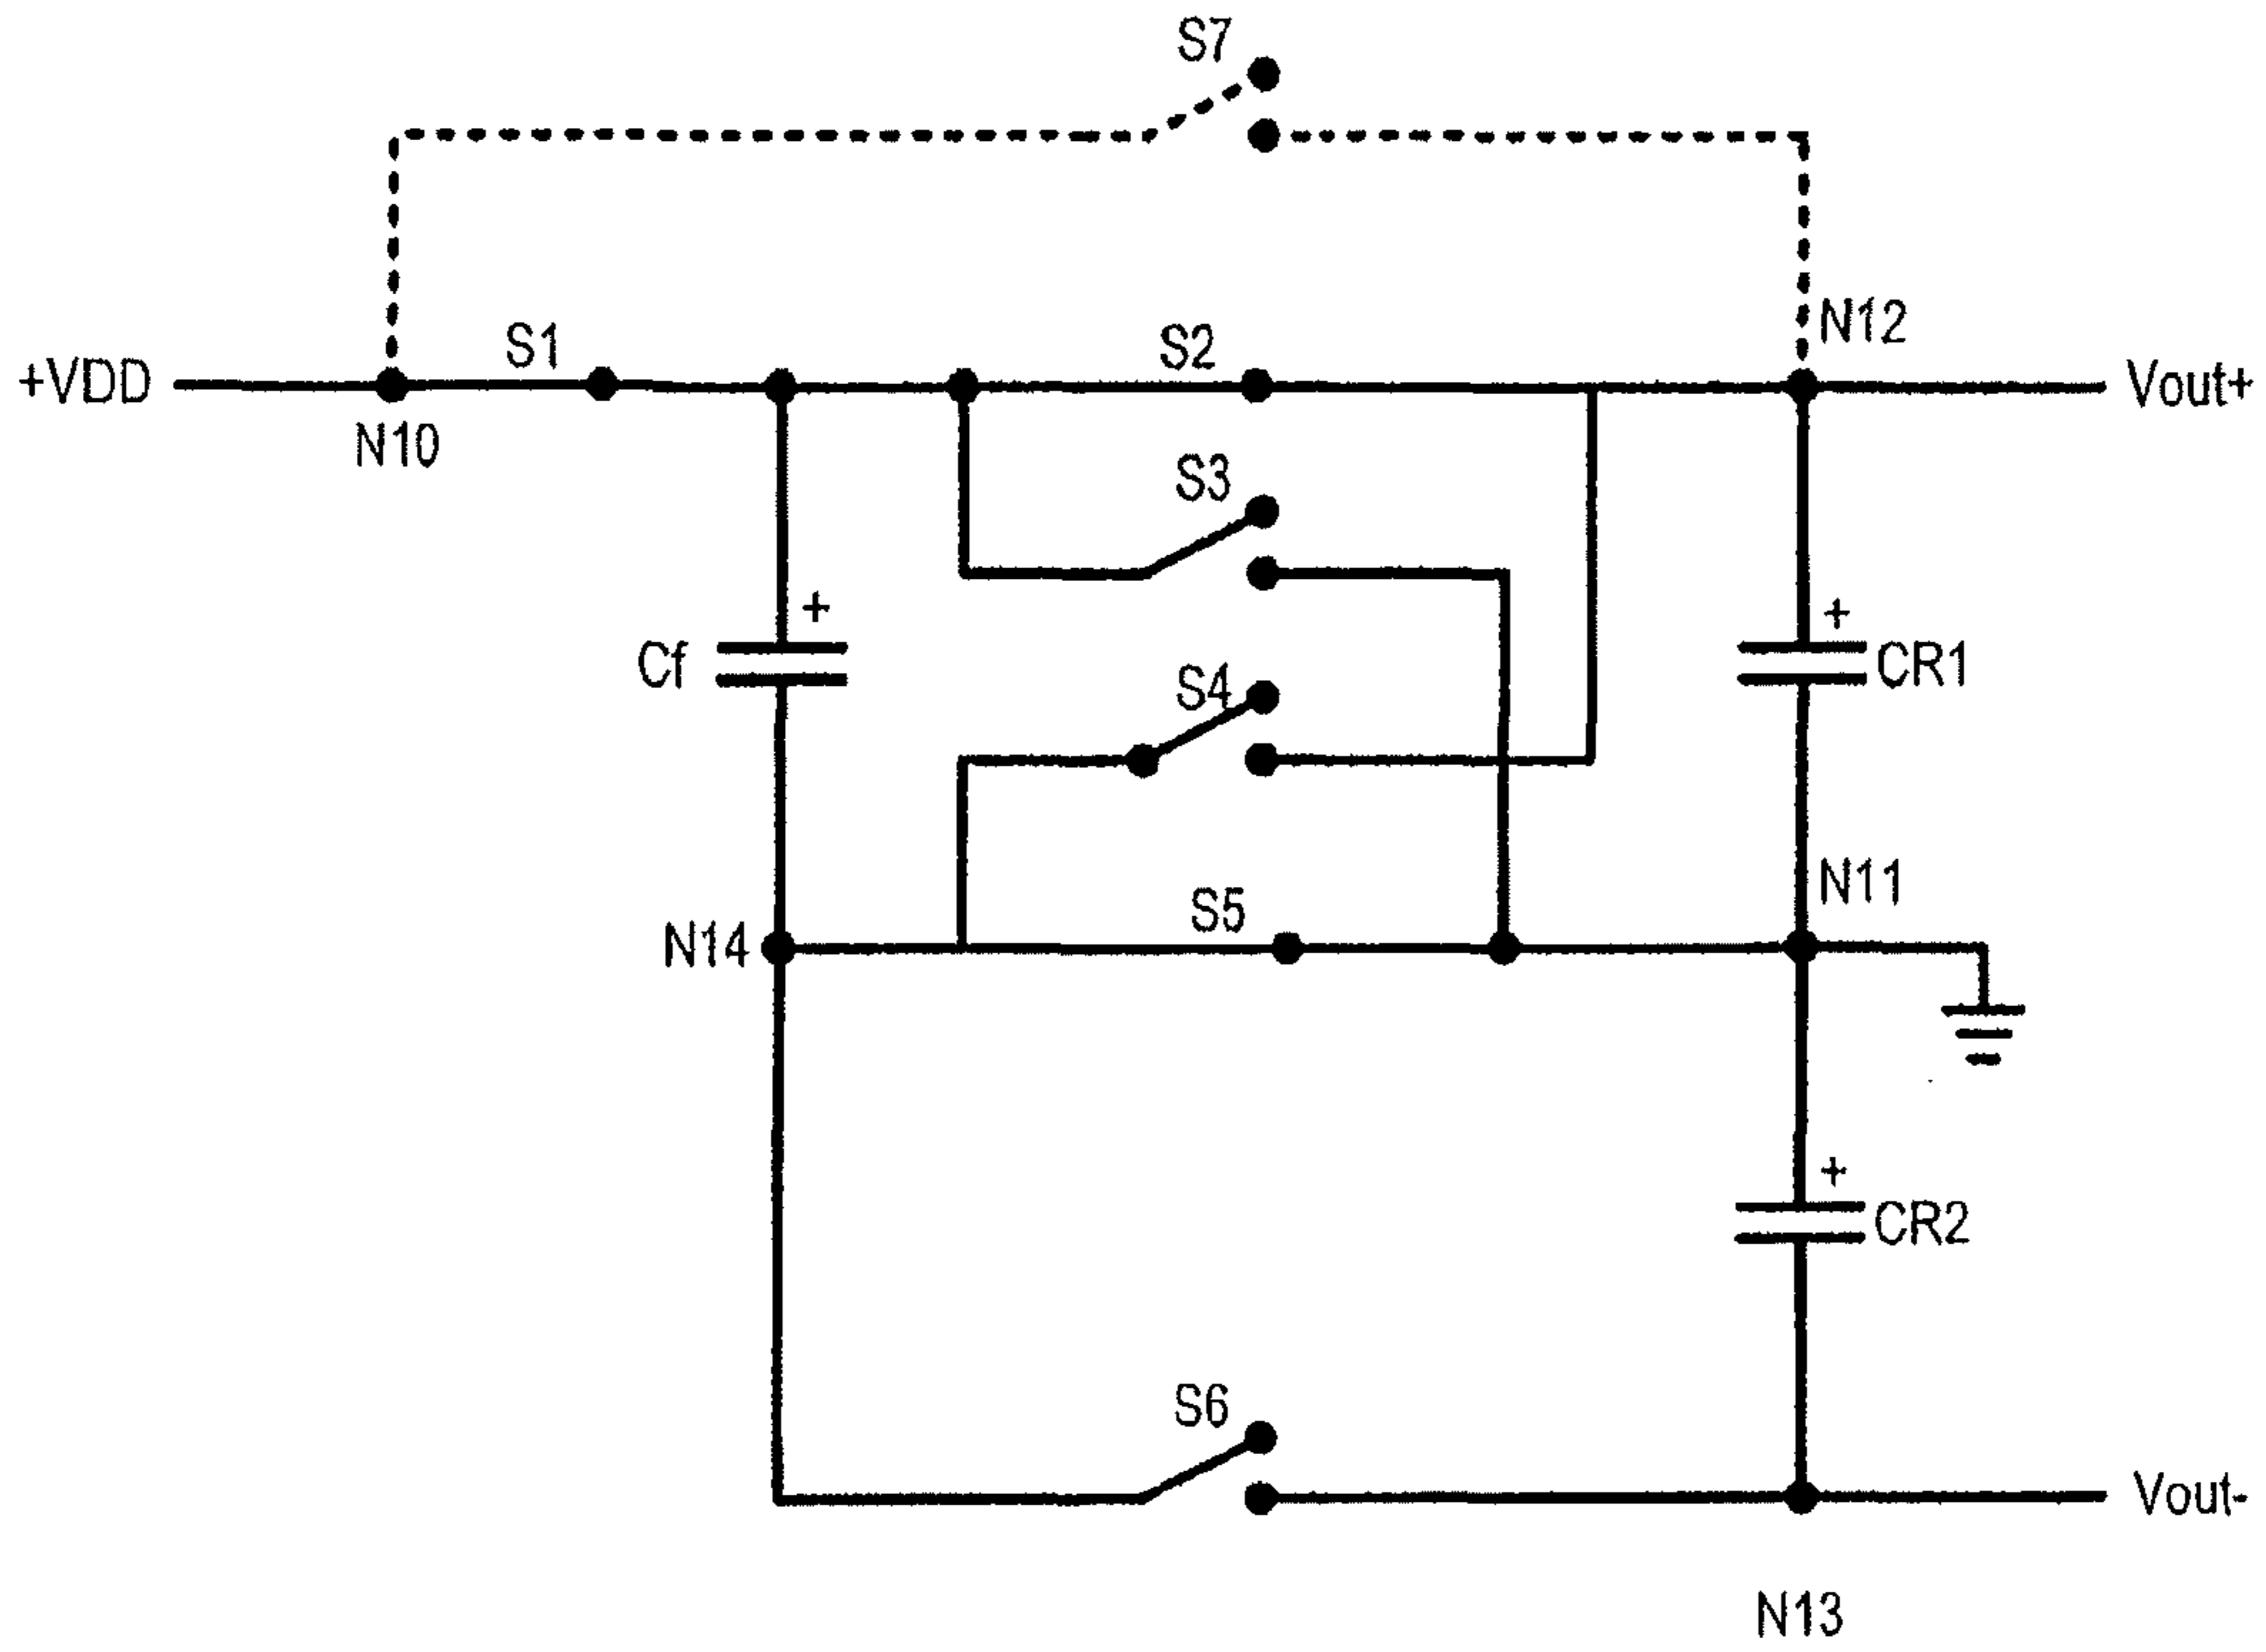 S7
N12
+VDD
S1
S2
Vout+
N10
S3
+
+
Cf
CR1
S4
N11
S5
N14
+
CR2
S6
Vout-
N13